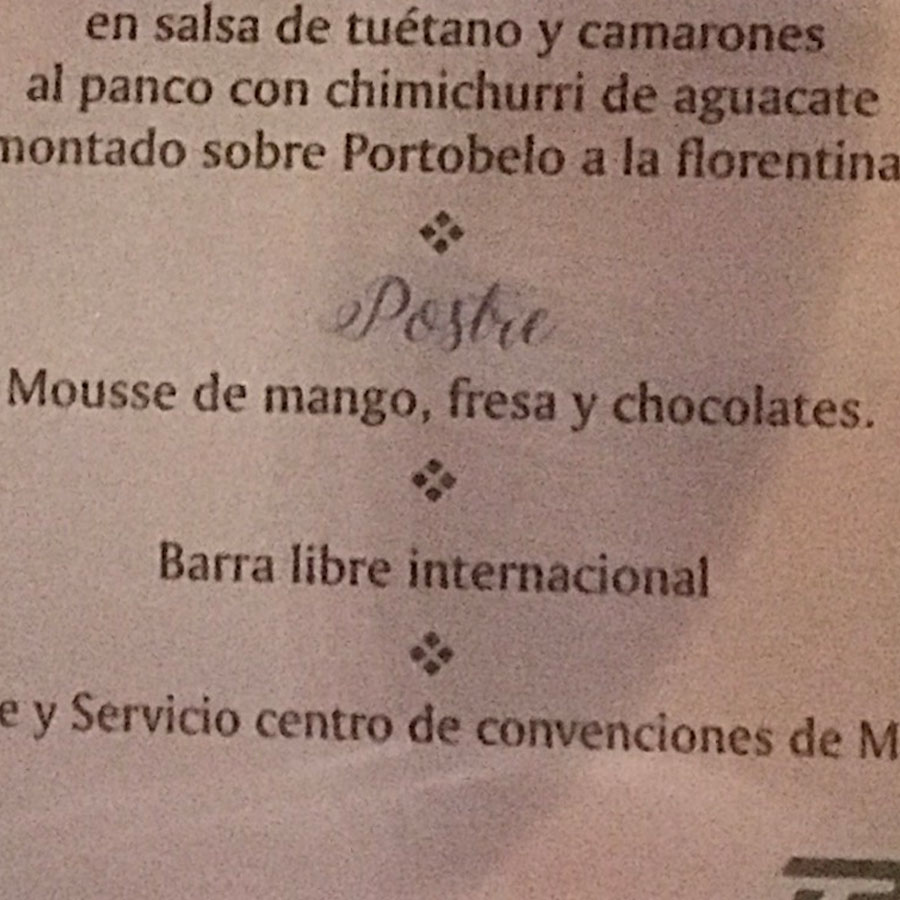 en salsa de tuétano y camarones
al panco con chimichurri de aguacate
montado sobre Portobelo a la florentina
Postre
Mousse de mango, fresa y chocolates.
Barra libre internacional
e y Servicio centro de convenciones de M